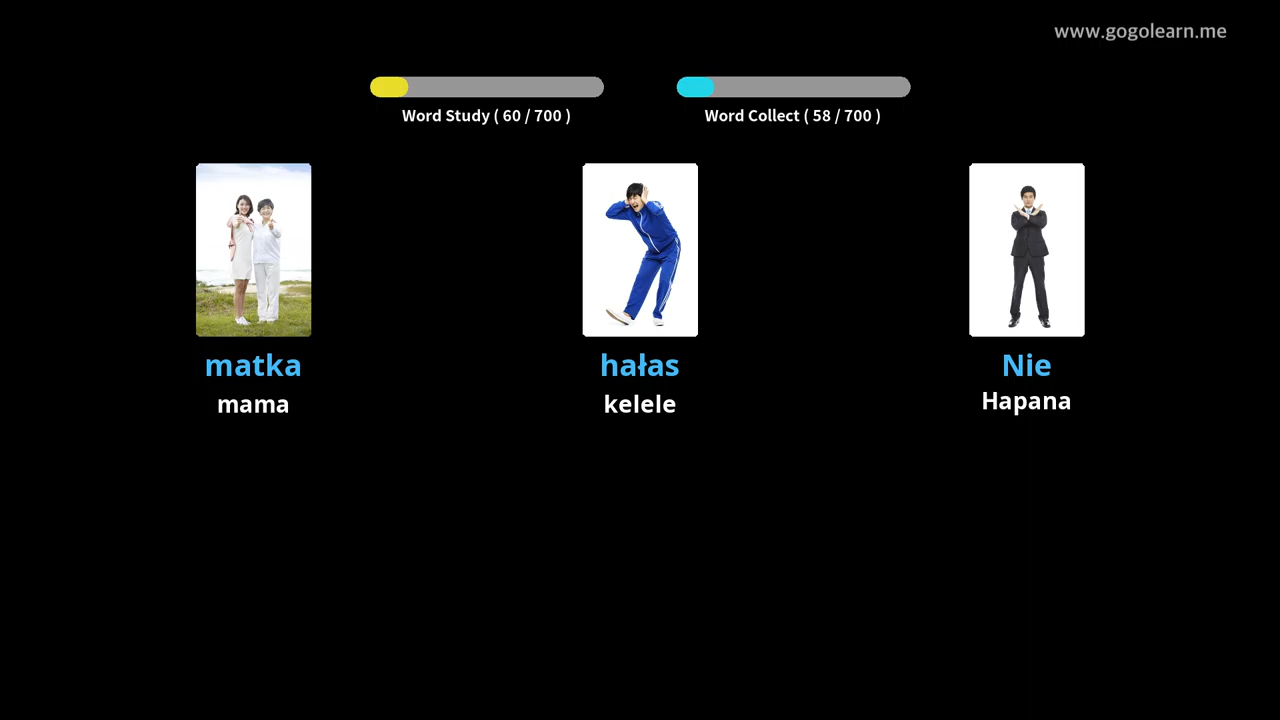 www.gogolearn.me
Word Study ( 60 / 700 )
Word Collect ( 58 / 700 )
matka
mama
hałas
kelele
Nie
Hapana